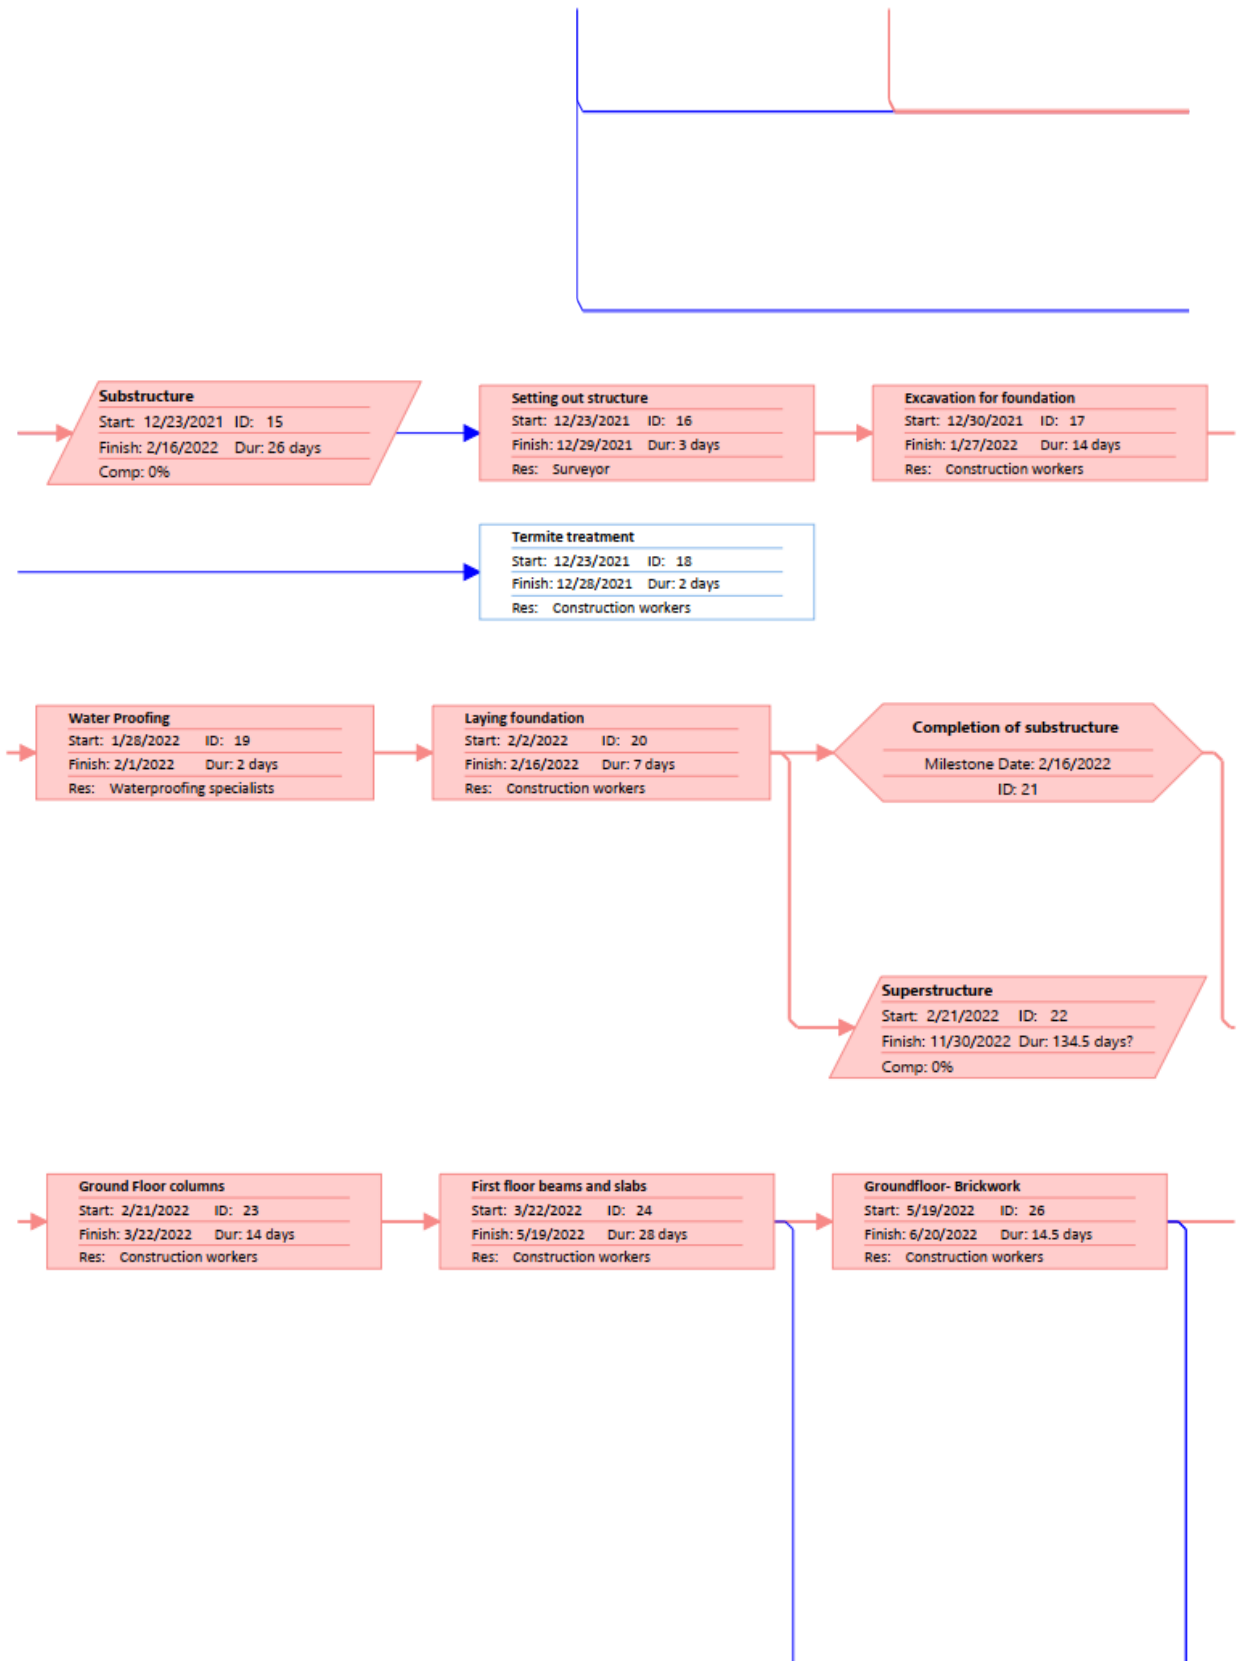 Substructure
Start: 12/23/2021 ID: 15
Finish: 2/16/2022 Dur: 26 days
Comp: 0%
Setting out structure
Start: 12/23/2021 ID: 16
Finish: 12/29/2021 Dur: 3 days
Res: Surveyor
Excavation for foundation
Start: 12/30/2021 ID: 17
Finish: 1/27/2022 Dur: 14 days
Res: Construction workers
Termite treatment
Start: 12/23/2021 ID: 18
Finish: 12/28/2021 Dur: 2 days
Res: Construction workers
Water Proofing
Start: 1/28/2022 ID: 19
Finish: 2/1/2022 Dur: 2 days
Res: Waterproofing specialists
Laying foundation
Start: 2/2/2022 ID: 20
Finish: 2/16/2022 Dur: 7 days
Res: Construction workers
Completion of substructure
Milestone Date: 2/16/2022
ID: 21
Superstructure
Start: 2/21/2022 ID: 22
Finish: 11/30/2022 Dur: 134.5 days?
Comp: 0%
Ground Floor columns
Start: 2/21/2022 ID: 23
Finish: 3/22/2022 Dur: 14 days
Res: Construction workers
First floor beams and slabs
Start: 3/22/2022 ID: 24
Finish: 5/19/2022 Dur: 28 days
Res: Construction workers
Groundfloor- Brickwork
Start: 5/19/2022 ID: 26
Finish: 6/20/2022 Dur: 14.5 days
Res: Construction workers